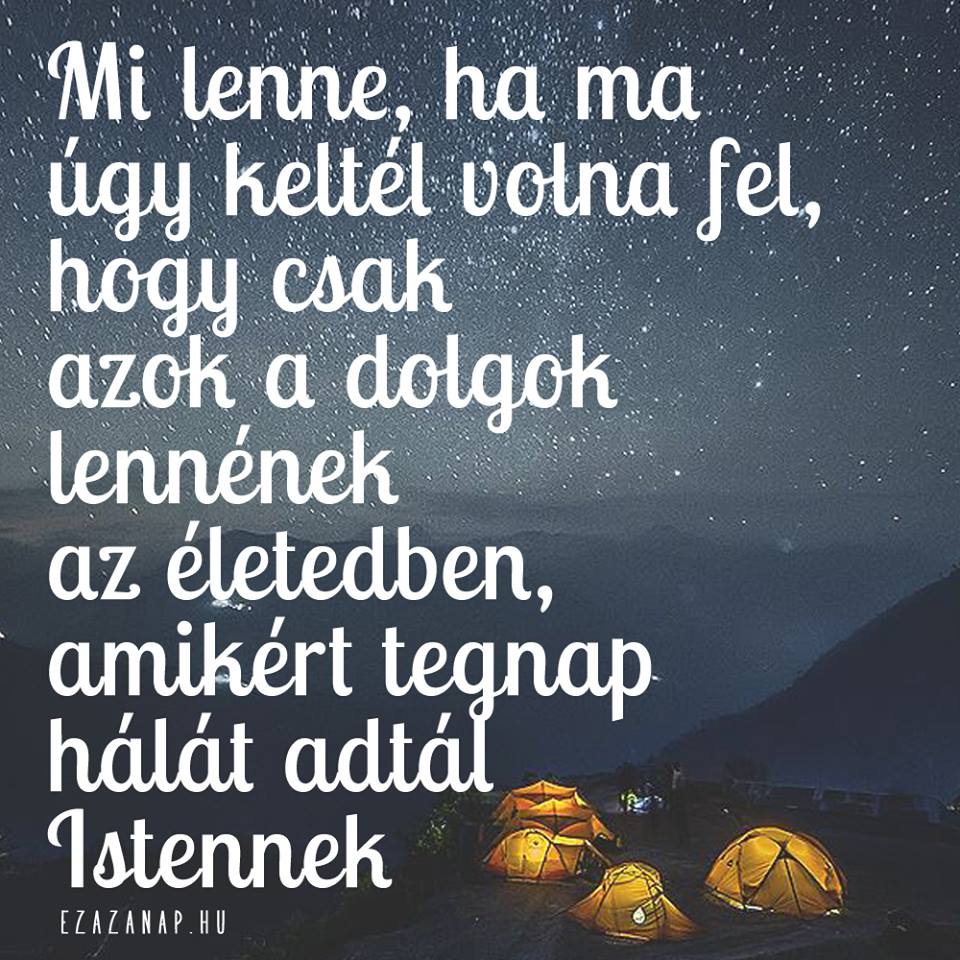 Mi lenne, ha ma
úgy keltél volna fel,
hogy csak
azok a dolgok
lennének
az életedben,
amikért tegnap
hálát adtál
Istennek
EZAZANAP.HU